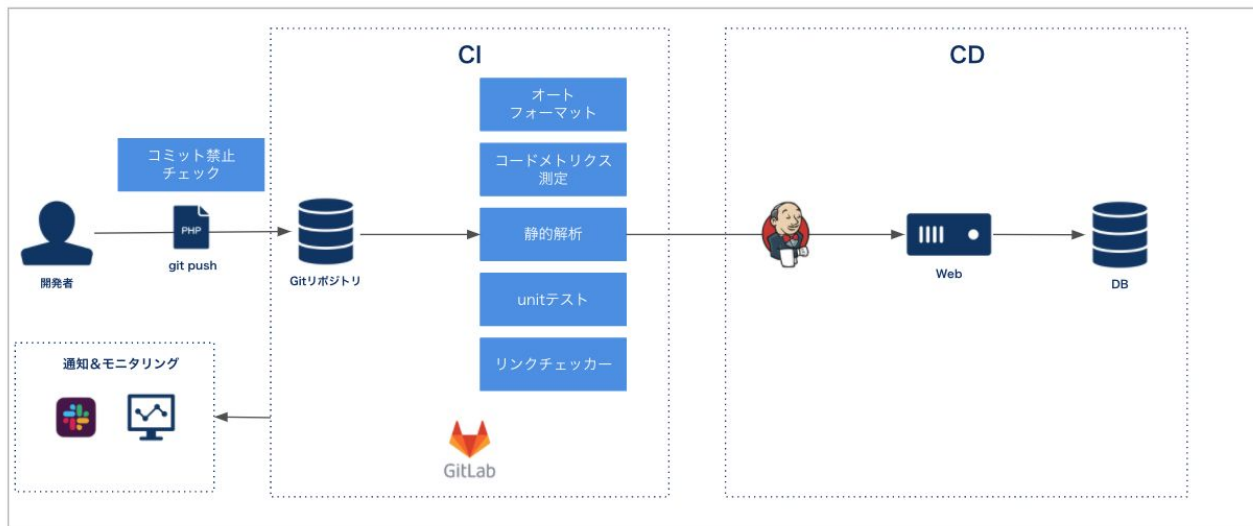 CI
CD
オート
フォーマット
コミット禁止
チェック
コードメトリクス
測定
PHP
静的解析
git push
Gitリポジトリ
開発者
Web
DB
unitテスト
通知＆モニタリング
リンクチェッカー
GitLab